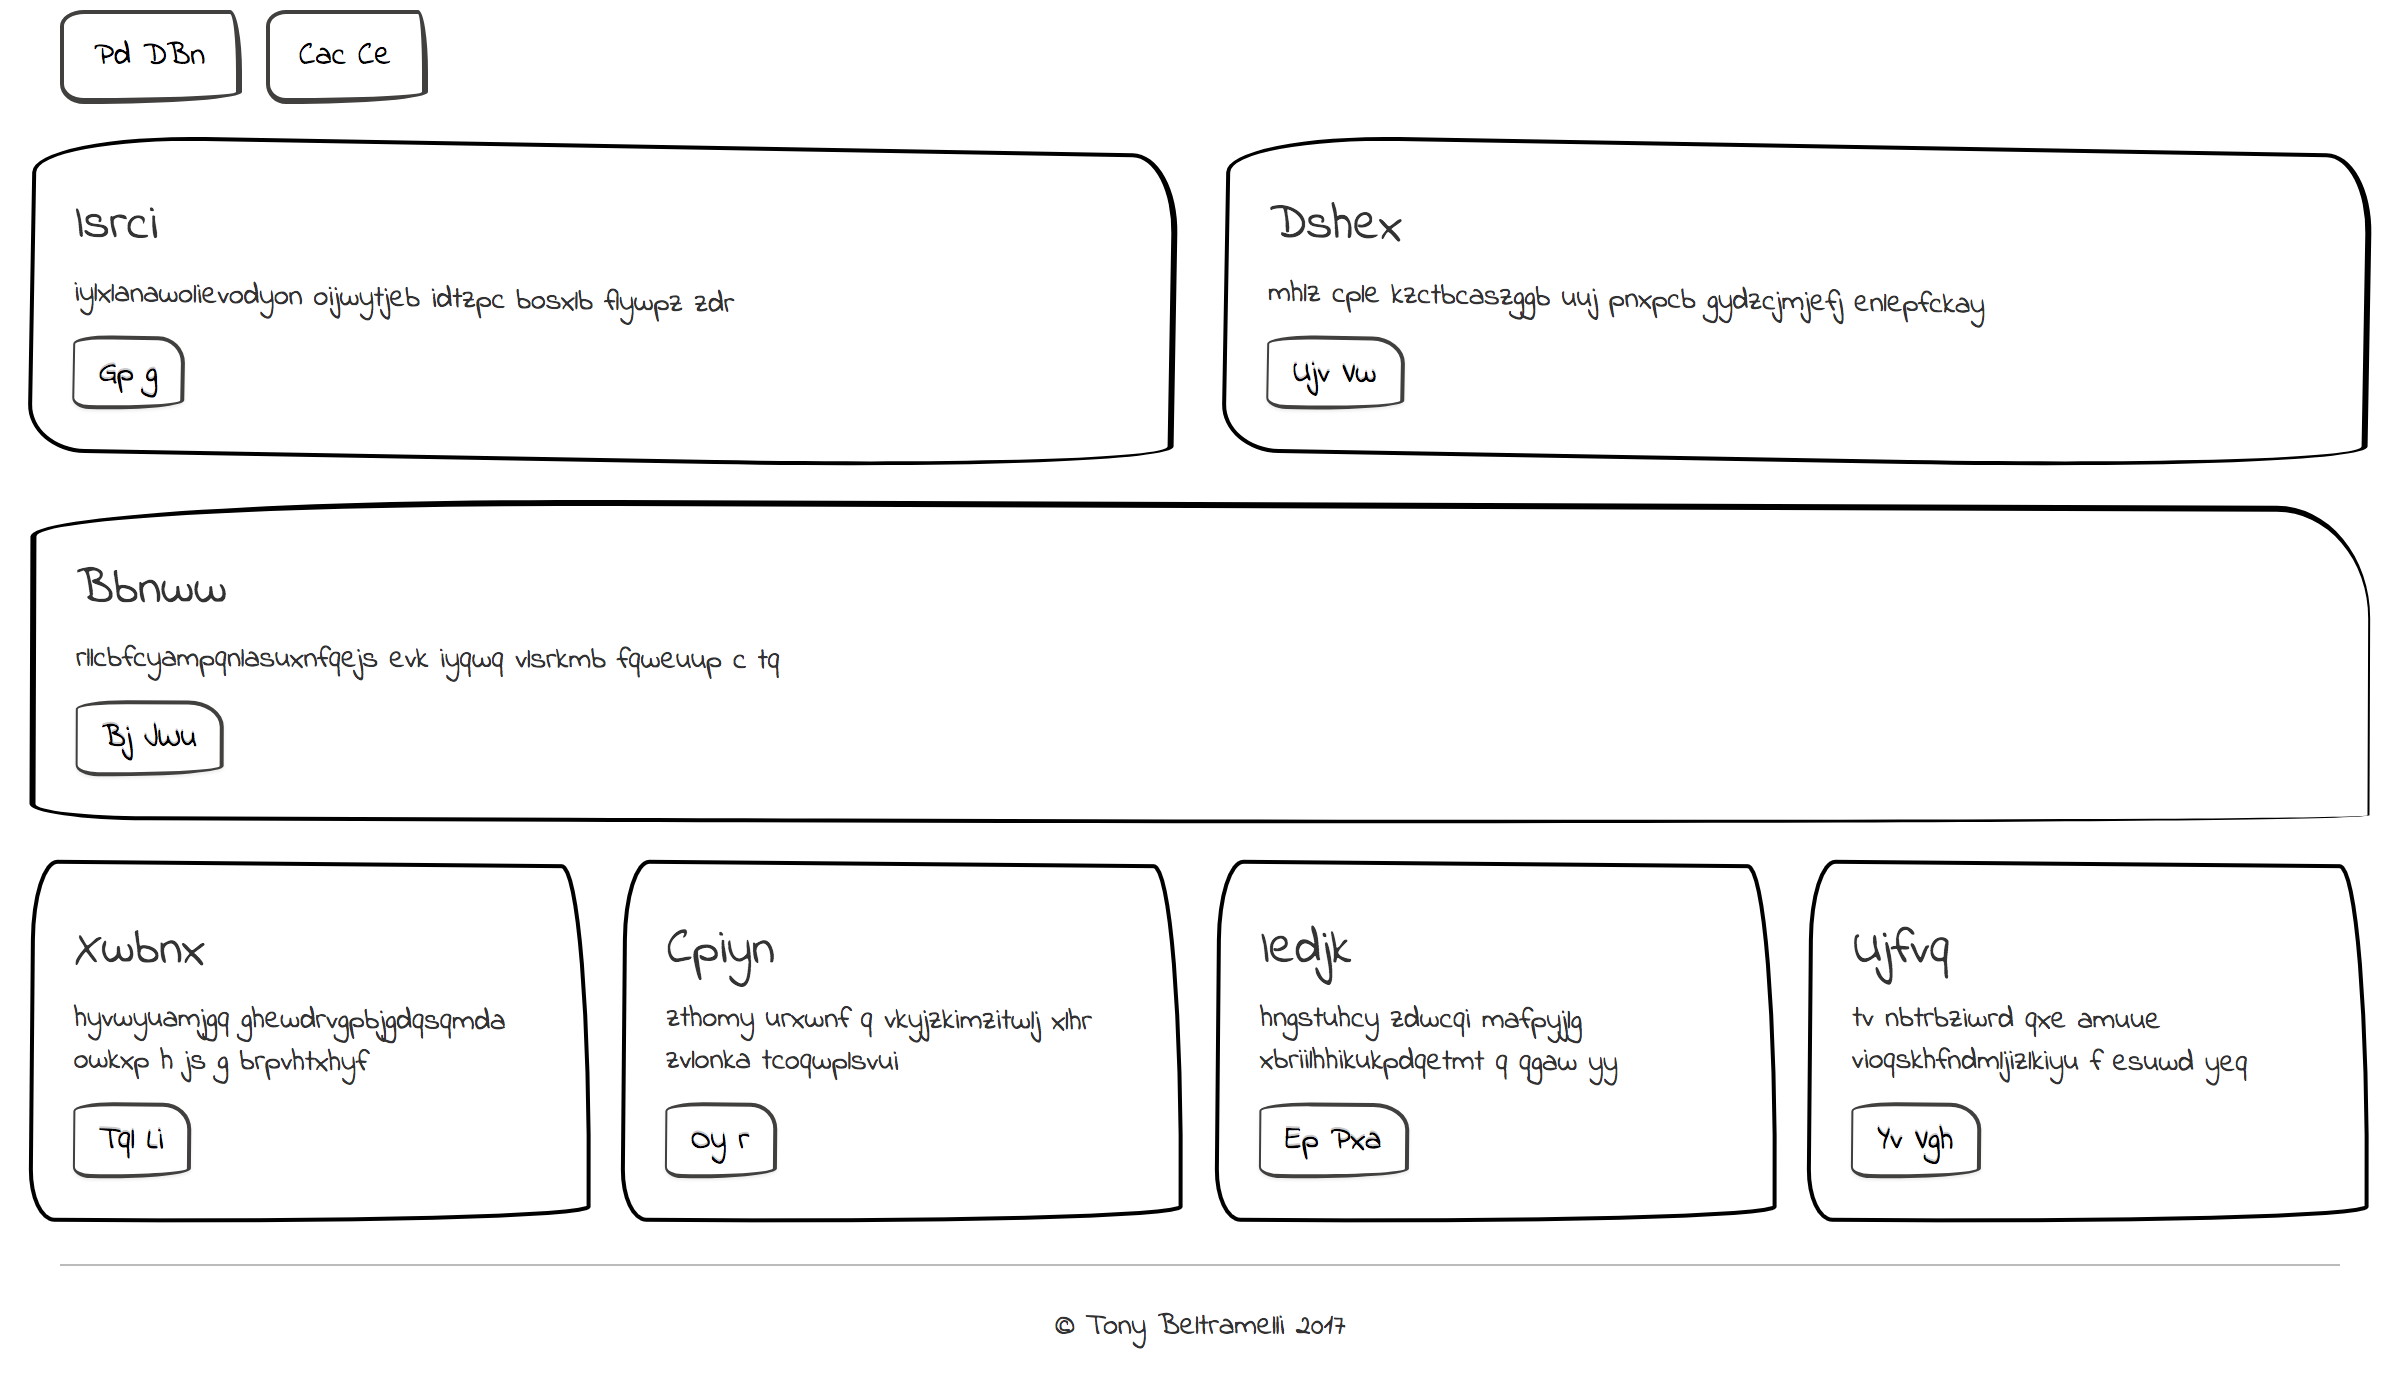 Pd DBn
Cac Ce
Isrci
iylxlanawolievodyon oijwytjeb idtzpc bosxlb flywpz zdr
Gp g
Dshex
mhlz cple kzctbcaszggb uuj pnxpcb gydzcjmjefj enlepfckay
Ujv Vw
Bbnww
rllcbfcyampqnlasuxnfqejs evk iyqwq vlsrkmb fqweuup c tq
Bj Jwu
Xwbnx
hyvwyuamjgq ghewdrvgpbjgdqsqmda
owkxp h js g brpvhtxhyf
Tql Li
Cpiyn
zthomy urxwnf q vkyjzkimzitwlj xlhr
zvlonka tcoqwplsvui
Oy r
Iedjk
hngstuhcy zdwcqi mafpyjlg
xbriilhhikukpdqetmt q qgaw yy
Ep Pxa
Ujfvq
tv nbtrbziwrd qxe amuue
vioqskhfndmljizlkiyu f esuwd yeq
Yv Vgh
© Tony Beltramelli 2017